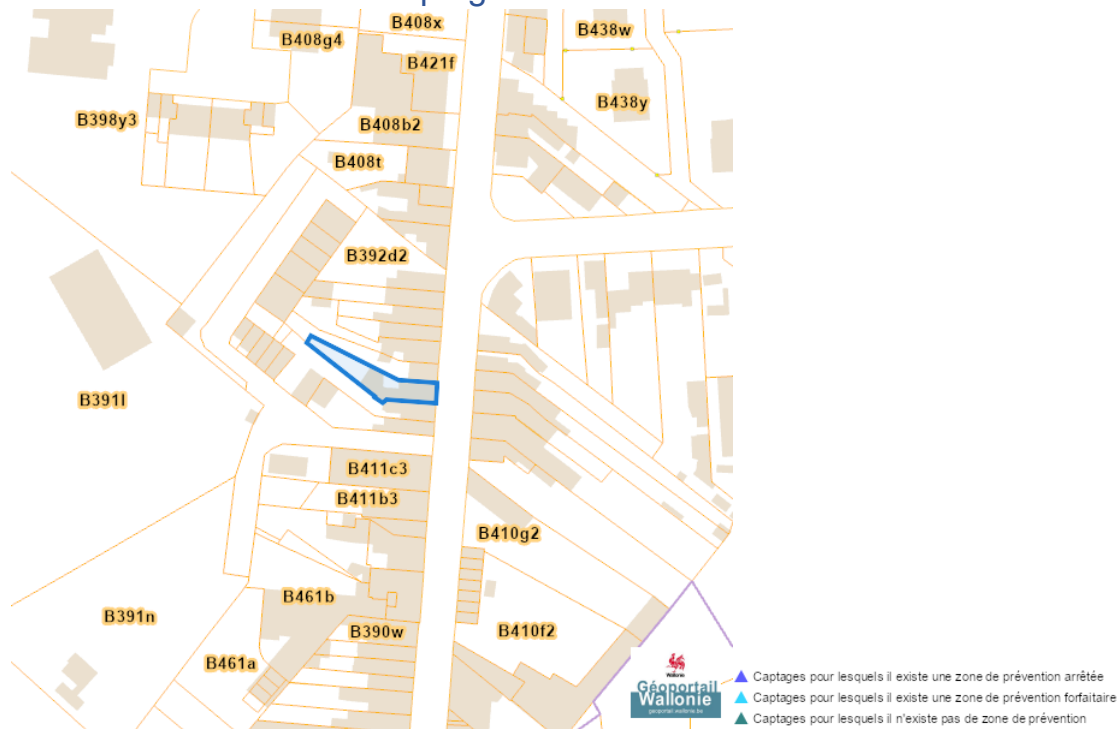 B408x
B438w
B408g4
B421f
B438y
B398y3
B408b2
B408t
B392d2
B391l
B411c3
B411b3
B410g2
B461b
B391n
B390w
B410f2
B461a
Wallonie
Géoportail
Wallonie
geoportail.wallonie.be
Captages pour lesquels il existe une zone de prévention arrêtée
Captages pour lesquels il existe une zone de prévention forfaitaire
Captages pour lesquels il n'existe pas de zone de prévention